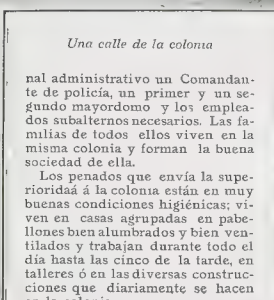 Una calle de la colonia
nal administrativo un Comandan-
te de policía, un primer y un se-
gundo mayordomo y los emplea-
dos subalternos necesarios. Las fa-
milias de todos ellos viven en la
misma colonia y forman la buena
sociedad de ella.
Los penados que envía la supe-
rioridaá á la colonia están en muy
buenas condiciones higiénicas; vi-
ven en casas agrupadas en pabe-
llones bien alumbrados y bien ven-
tilados y trabajan durante todo el
día hasta las cinco de la tarde, en
talleres ó en las diversas construc-
ciones que diariamente se hacen
en la colonia